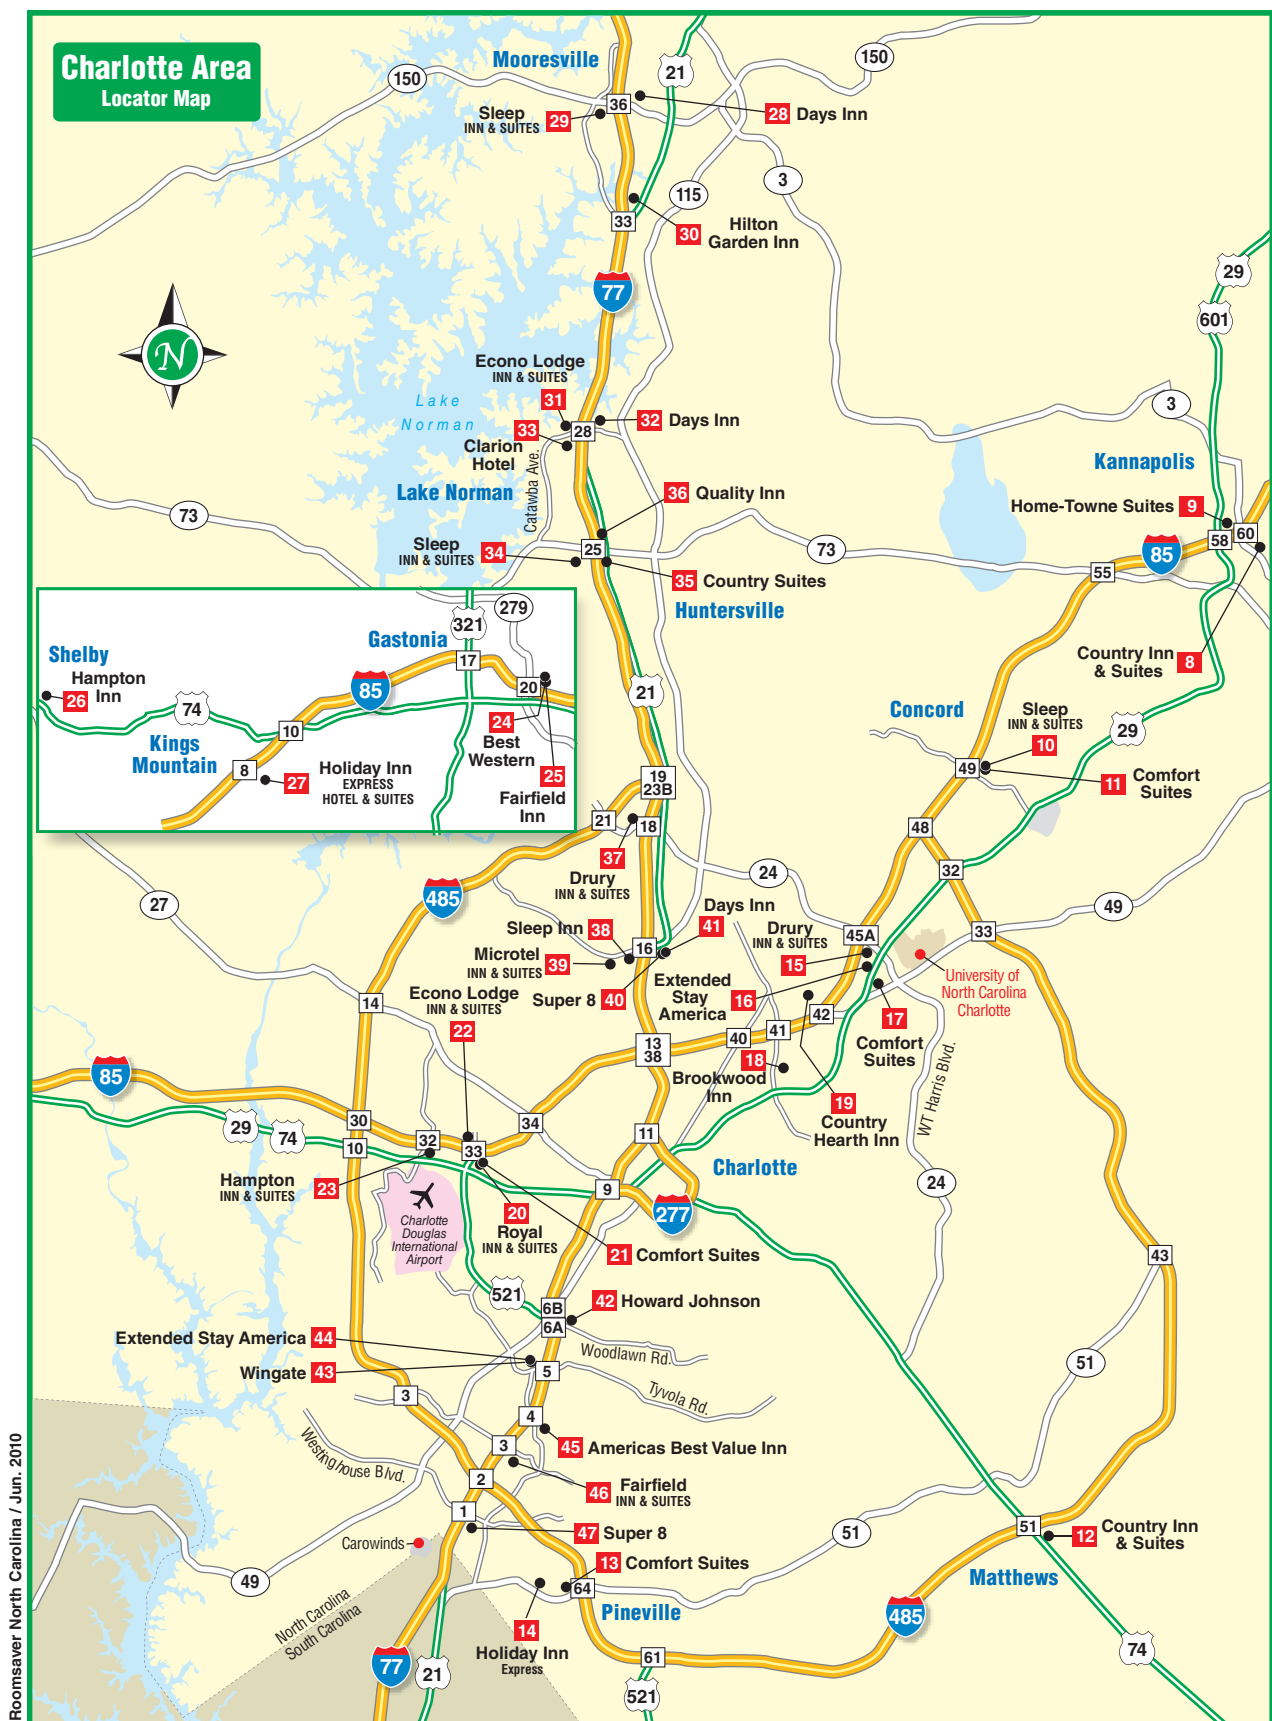 Charlotte Area
Locator Map
Mooresville
150
21
150
36
Sleep
INN & SUITES
29
28 Days Inn
3
115
33
30
Hilton
Garden Inn
77
29
601
N
Econo Lodge
INN & SUITES
31
Lake
Norman
33
28
32 Days Inn
Clarion
Hotel
3
Catawba Ave.
Lake Norman
36 Quality Inn
Kannapolis
Home-Towne Suites 9
73
Sleep
INN & SUITES
34
25
73
85
58
60
55
35 Country Suites
Huntersville
Country Inn
& Suites
8
279
321
Gastonia
Shelby
Hampton
Inn
26
17
85
20
74
10
Kings
Mountain
8
27
Holiday Inn
EXPRESS
HOTEL & SUITES
24
Best
Western
25
Fairfield
Inn
21
Concord
Sleep
INN & SUITES
10
29
49
11
Comfort
Suites
19
23B
21
18
48
37
Drury
INN & SUITES
24
32
485
27
49
33
Days Inn
41
Sleep Inn 38
16
Microtel
INN & SUITES
39
Super 8 40
Drury
INN & SUITES
15
45A
Extended
Stay
America
16
University of
North Carolina
Charlotte
17
Comfort
Suites
Econo Lodge
INN & SUITES
22
14
42
41
40
13
38
18
Brookwood
Inn
19
Country
Hearth Inn
WT Harris Blvd.
85
29
74
30
10
34
32
33
11
Hampton
INN & SUITES
23
Charlotte
Charlotte
Douglas
International
Airport
20
Royal
INN & SUITES
9
277
24
21 Comfort Suites
43
521
6B
6A
42 Howard Johnson
Extended Stay America 44
Wingate 43
5
Woodlawn Rd.
Tyvola Rd.
51
3
4
3
45 Americas Best Value Inn
Westinghouse Blvd.
2
46
Fairfield
INN & SUITES
1
47 Super 8
Carowinds
51
51
12
Country Inn
& Suites
13 Comfort Suites
49
64
Matthews
Pineville
485
North Carolina
South Carolina
14
Holiday Inn
Express
61
77
21
521
74
Roomsaver North Carolina / Jun. 2010